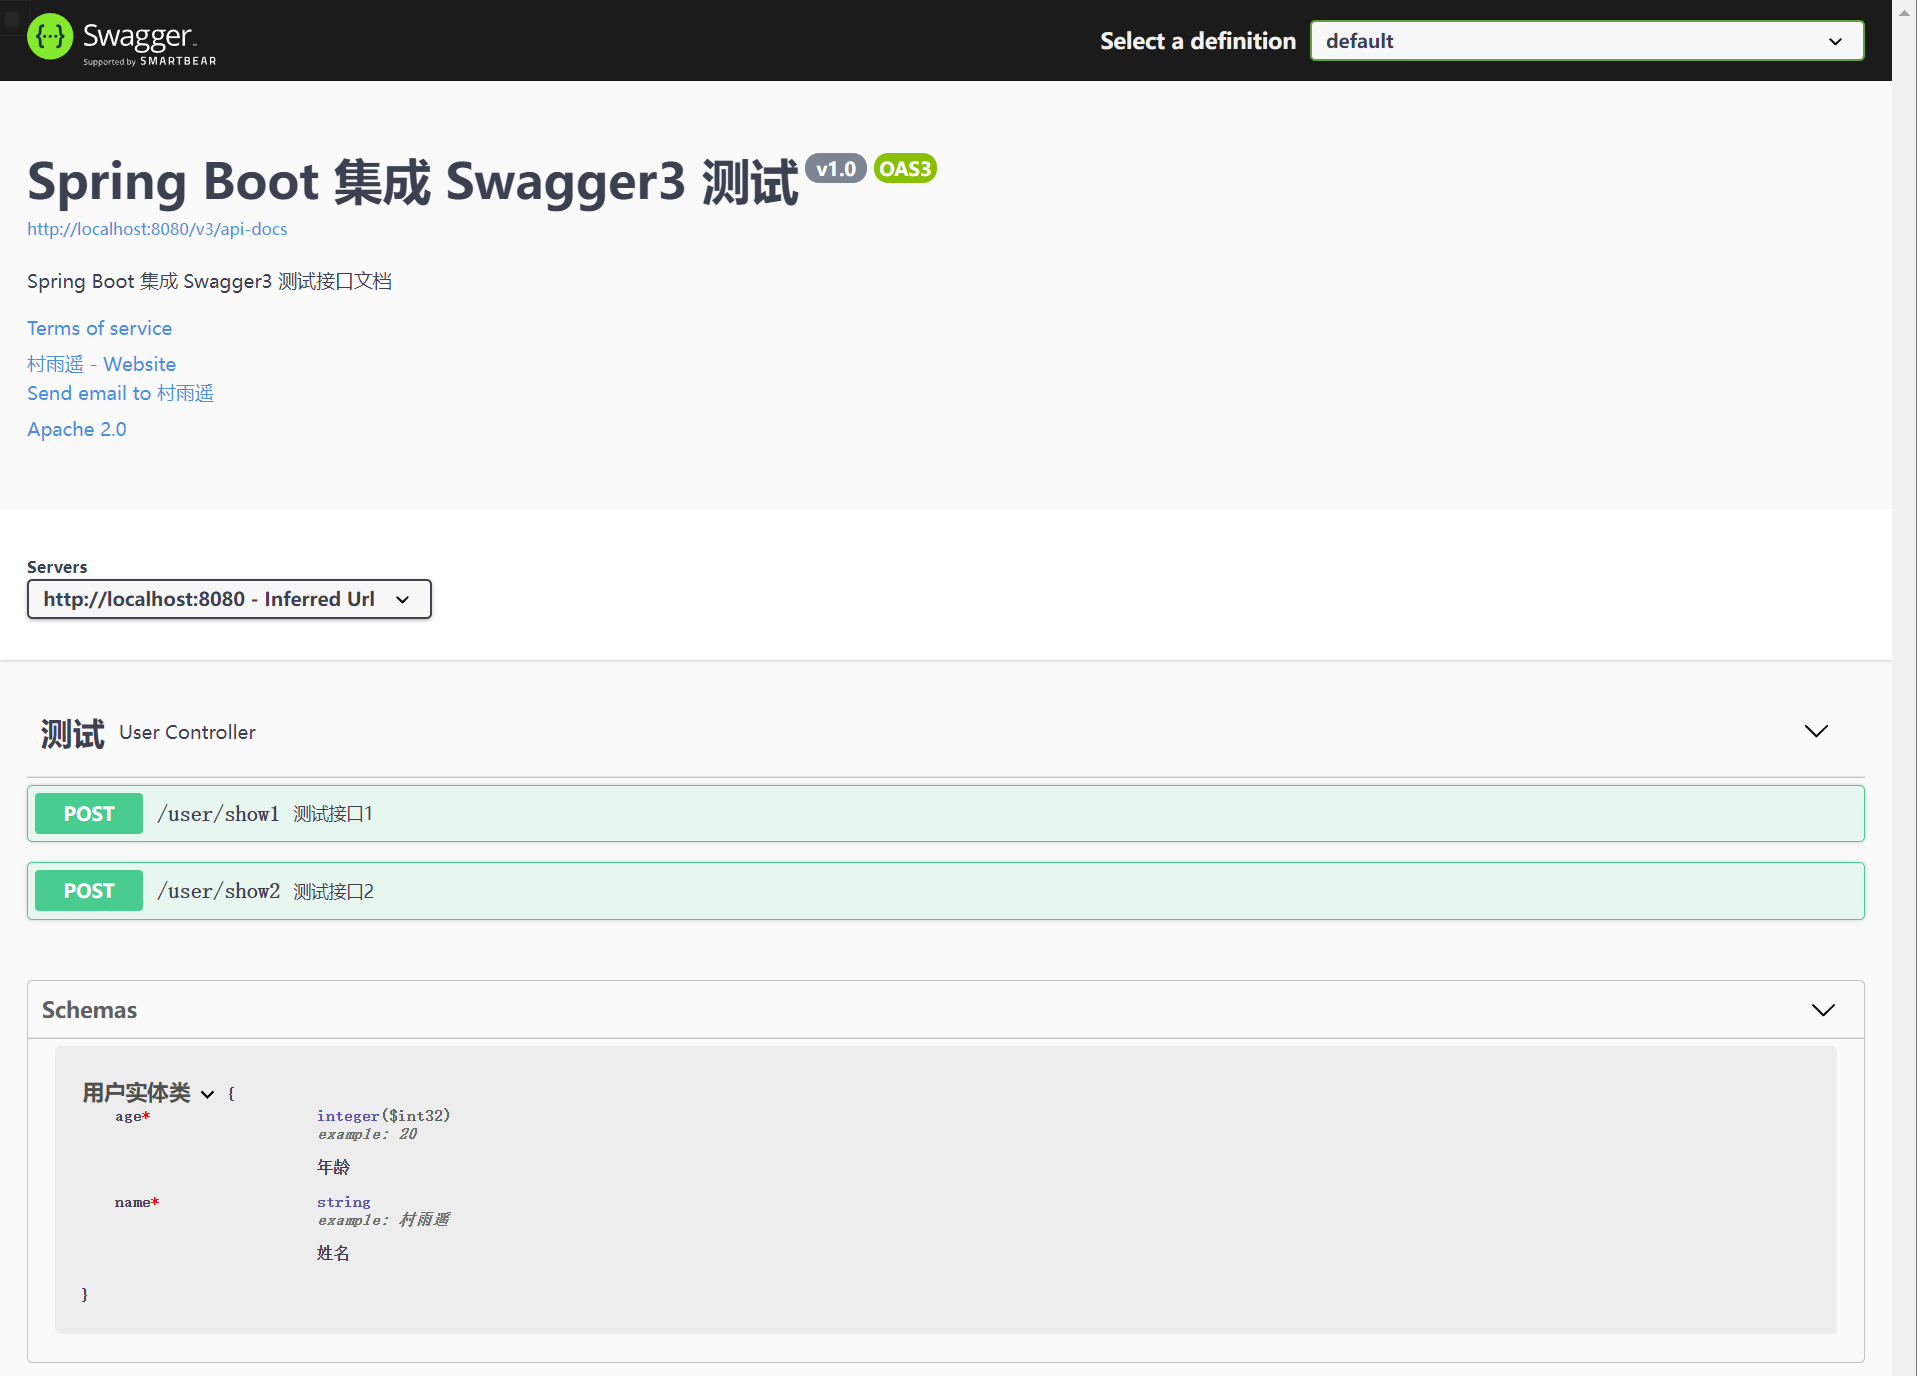 Swagger
Supported by SMARTBEAR
Select a definition
default
Spring Boot 集成 Swagger3 测试 v1.0 OAS3
http://localhost:8080/v3/api-docs
Spring Boot 集成 Swagger3 测试接口文档
Terms of service
村雨遥 - Website
Send email to 村雨遥
Apache 2.0
Servers
http://localhost:8080 - Inferred Url
测试 User Controller
POST /user/show1 测试接口1
POST /user/show2 测试接口2
Schemas
用户实体类 {
age* integer($int32)
example: 20
年龄
name* string
example: 村雨遥
姓名
}